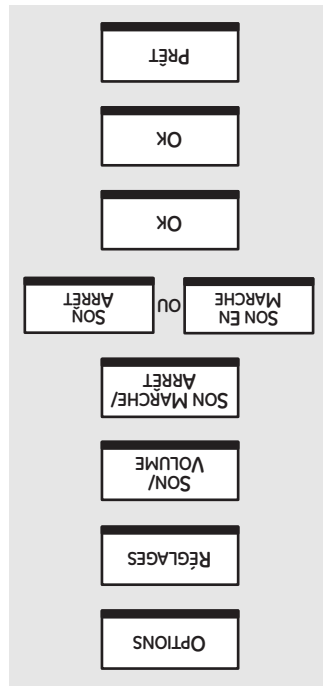 OPTIONS
RÉGLAGES
SON/
VOLUME
SON MARCHE/
ARRÊT
SON EN
MARCHE
OU
SON
ARRÊT
OK
OK
PRÊT